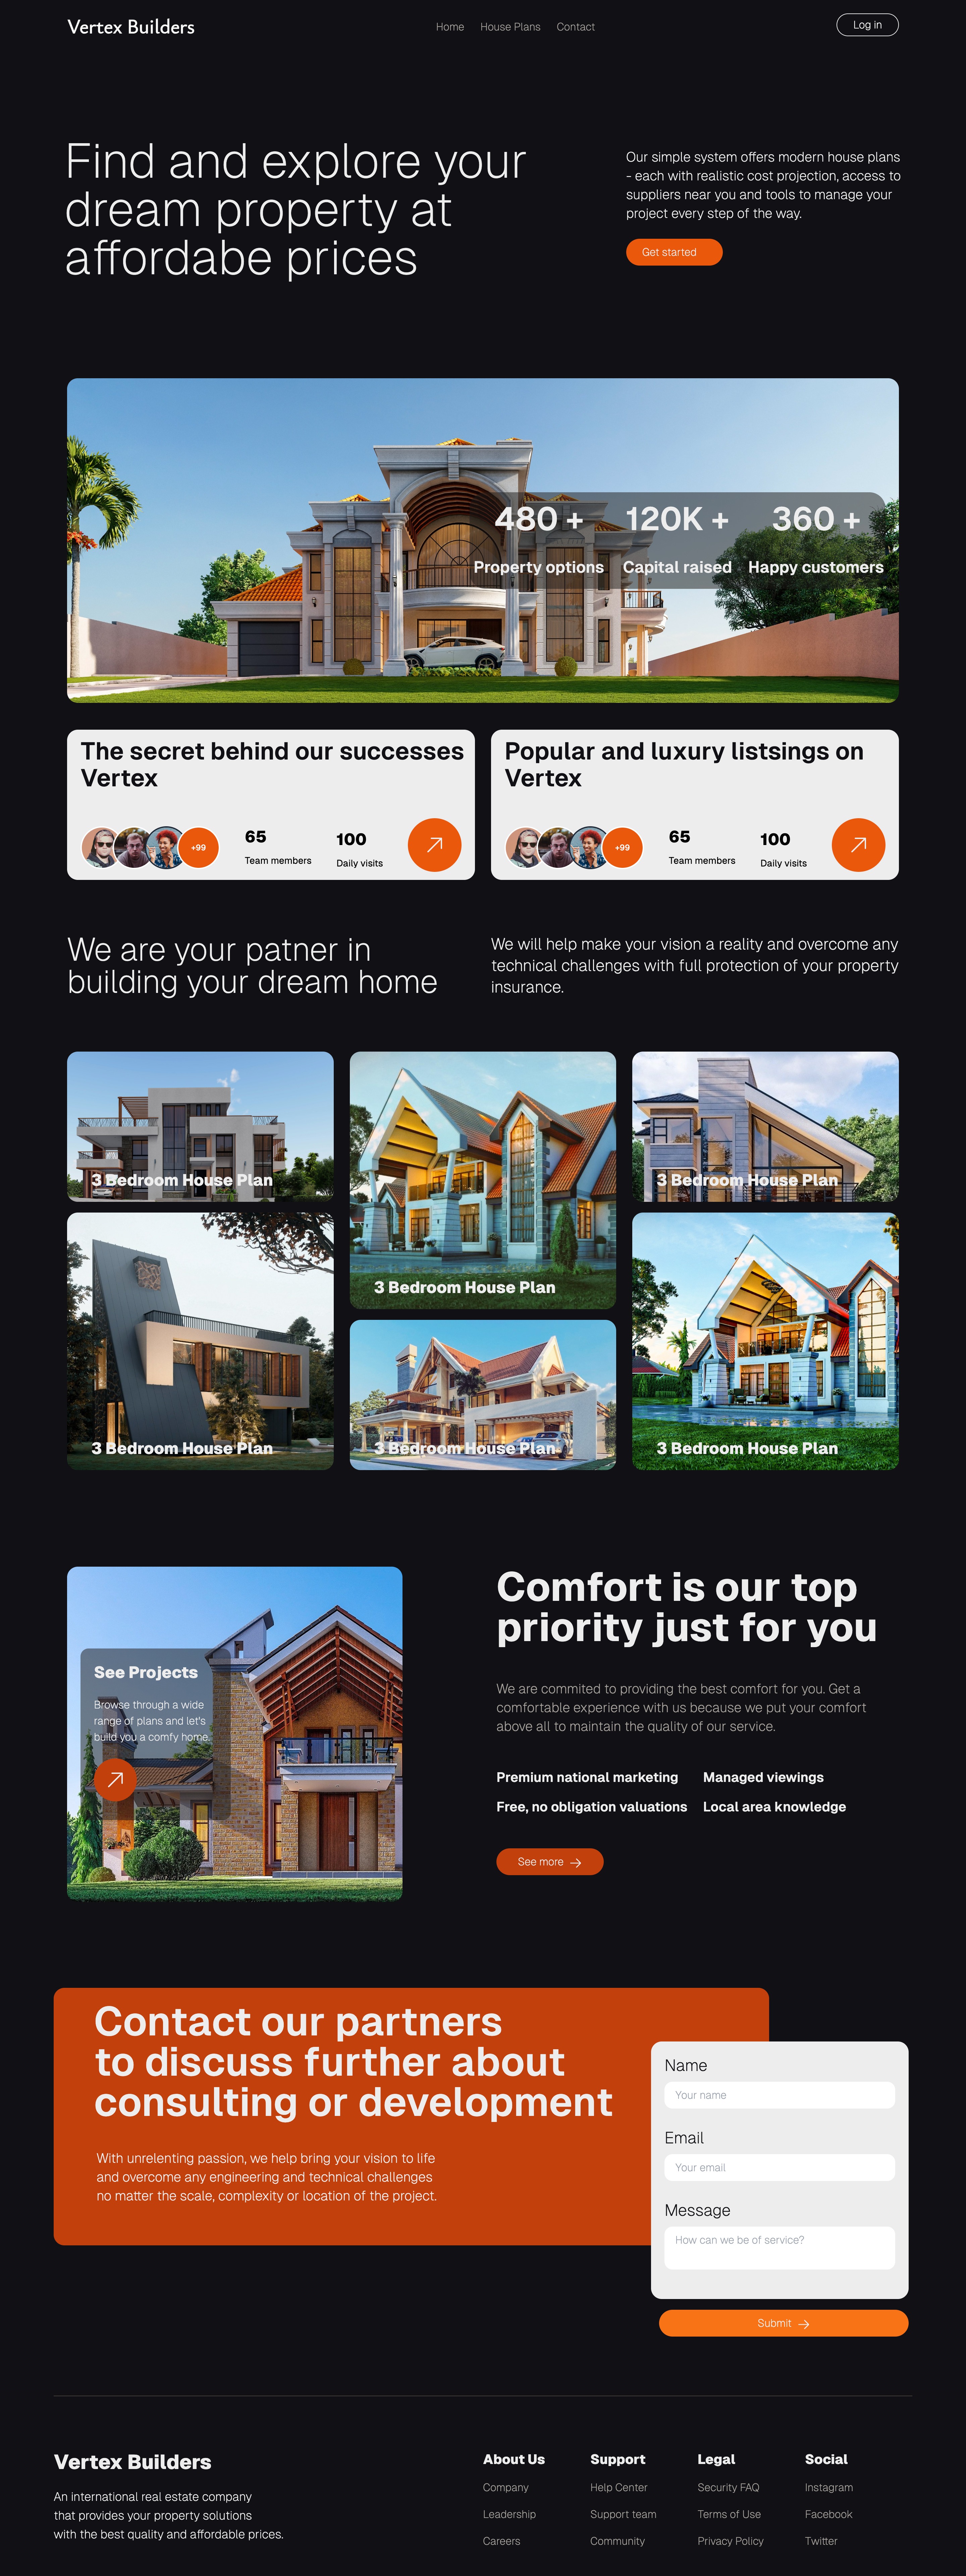 Vertex Builders
Home
House Plans
Contact
Log in
Find and explore your
dream property at
affordabe prices
Our simple system offers modern house plans
- each with realistic cost projection, access to
suppliers near you and tools to manage your
project every step of the way.
Get started
480 +
120K +
360 +
Property options
Capital raised
Happy customers
The secret behind our successes
Vertex
+99
65
Team members
100
Daily visits
Popular and luxury listsings on
Vertex
+99
65
Team members
100
Daily visits
We are your patner in
building your dream home
We will help make your vision a reality and overcome any
technical challenges with full protection of your property
insurance.
3 Bedroom House Plan
3 Bedroom House Plan
3 Bedroom House Plan
3 Bedroom House Plan
3 Bedroom House Plan
3 Bedroom House Plan
See Projects
Browse through a wide
range of plans and let's
build you a comfy home.
Comfort is our top
priority just for you
We are commited to providing the best comfort for you. Get a
comfortable experience with us because we put your comfort
above all to maintain the quality of our service.
Premium national marketing
Managed viewings
Free, no obligation valuations
Local area knowledge
See more
Contact our partners
to discuss further about
consulting or development
With unrelenting passion, we help bring your vision to life
and overcome any engineering and technical challenges
no matter the scale, complexity or location of the project.
Name
Your name
Email
Your email
Message
How can we be of service?
Submit
Vertex Builders
An international real estate company
that provides your property solutions
with the best quality and affordable prices.
About Us
Company
Leadership
Careers
Support
Help Center
Support team
Community
Legal
Security FAQ
Terms of Use
Privacy Policy
Social
Instagram
Facebook
Twitter